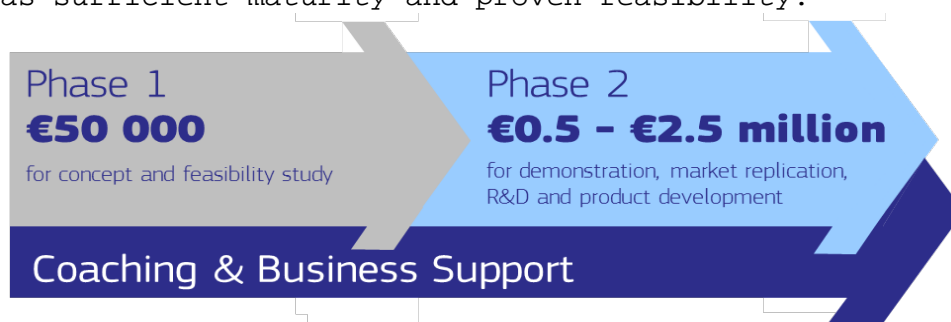 as sufficient maturity and proven feasibility.
Phase 1
€50 000
for concept and feasibility study
Phase 2
€0.5 – €2.5 million
for demonstration, market replication,
R&D and product development
Coaching & Business Support